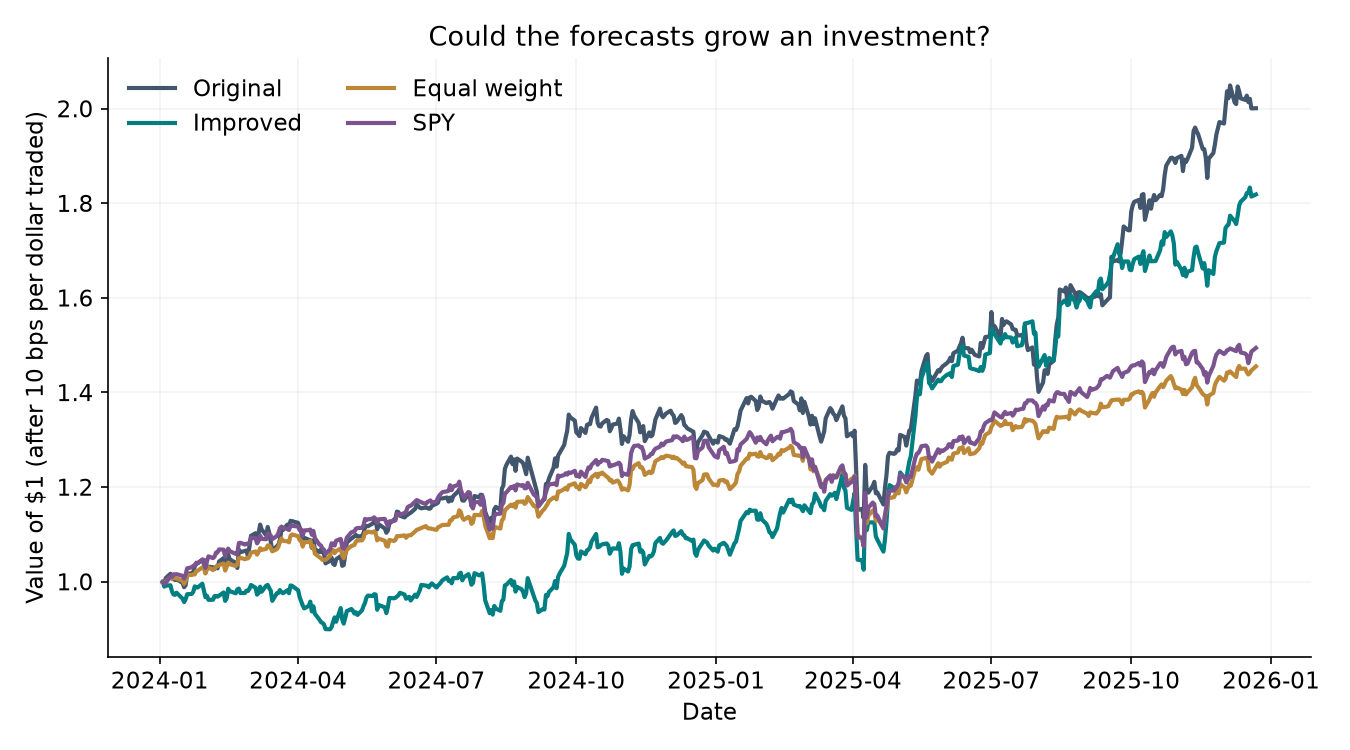 Could the forecasts grow an investment?
Original
Improved
Equal weight
SPY
Value of $1 (after 10 bps per dollar traded)
2.0
1.8
1.6
1.4
1.2
1.0
2024-01
2024-04
2024-07
2024-10
2025-01
2025-04
2025-07
2025-10
2026-01
Date